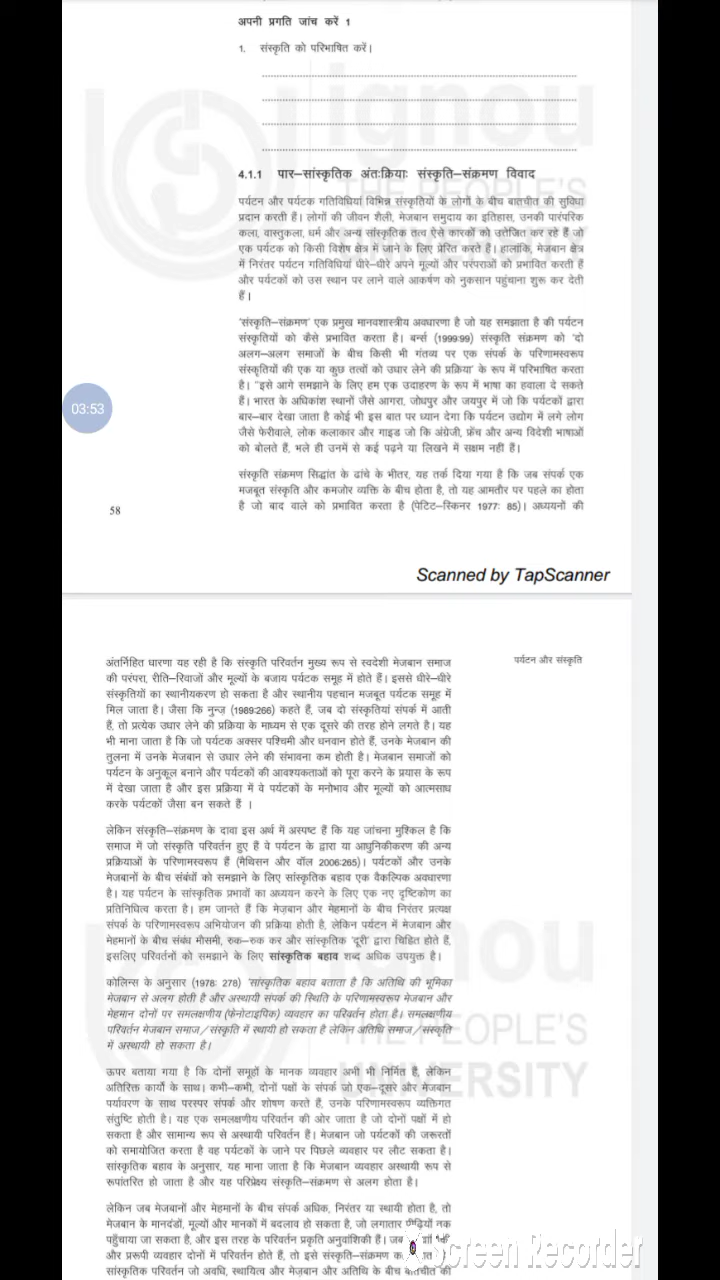 अपनी प्रगति जांच करें 1
1. संस्कृति को परिभाषित करें।
ignou
THE PEOPLE'S
4.1.1 पार–सांस्कृतिक अंतःक्रियाः संस्कृति–संक्रमण विवाद
पर्यटन और पर्यटक गतिविधियां विभिन्न संस्कृतियों के लोगों के बीच बातचीत की सुविधा
प्रदान करती हैं। लोगों की जीवन शैली, मेजबान समुदाय का इतिहास, उनकी पारंपरिक
कला, वास्तुकला, धर्म और अन्य सांस्कृतिक तत्व ऐसे कारकों को उत्तेजित कर रहे हैं जो
एक पर्यटक को किसी विशेष क्षेत्र में जाने के लिए प्रेरित करते हैं। हालांकि, मेजबान क्षेत्र
में निरंतर पर्यटन गतिविधियां धीरे–धीरे अपने मूल्यों और परंपराओं को प्रभावित करती हैं
और पर्यटकों को उस स्थान पर लाने वाले आकर्षण को नुकसान पहुंचाना शुरू कर देती
हैं।
'संस्कृति–संक्रमण' एक प्रमुख मानवशास्त्रीय अवधारणा है जो यह समझाता है की पर्यटन
संस्कृतियों को कैसे प्रभावित करता है। बर्न्स (1999:99) संस्कृति संक्रमण को 'दो
अलग–अलग समाजों के बीच किसी भी गंतव्य पर एक संपर्क के परिणामस्वरूप
संस्कृतियों की एक या कुछ तत्वों को उधार लेने की प्रक्रिया' के रूप में परिभाषित करता
है। "इसे आगे समझाने के लिए हम एक उदाहरण के रूप में भाषा का हवाला दे सकते
हैं। भारत के अधिकांश स्थानों जैसे आगरा, जोधपुर और जयपुर में जो कि पर्यटकों द्वारा
बार–बार देखा जाता है कोई भी इस बात पर ध्यान देगा कि पर्यटन उद्योग में लगे लोग
जैसे फेरीवाले, लोक कलाकार और गाइड जो कि अंग्रेजी, फ्रेंच और अन्य विदेशी भाषाओं
को बोलते हैं, भले ही उनमें से कई पढ़ने या लिखने में सक्षम नहीं हैं।
03:53
संस्कृति संक्रमण सिद्धांत के ढांचे के भीतर, यह तर्क दिया गया है कि जब संपर्क एक
मजबूत संस्कृति और कमजोर व्यक्ति के बीच होता है, तो यह आमतौर पर पहले का होता
है जो बाद वाले को प्रभावित करता है (पेटिट–स्किनर 1977: 85)। अध्ययनों की
58
Scanned by TapScanner
पर्यटन और संस्कृति
अंतर्निहित धारणा यह रही है कि संस्कृति परिवर्तन मुख्य रूप से स्वदेशी मेजबान समाज
की परंपरा, रीति–रिवाजों और मूल्यों के बजाय पर्यटक समूह में होते हैं। इससे धीरे–धीरे
संस्कृतियों का स्थानीयकरण हो सकता है और स्थानीय पहचान मजबूत पर्यटक समूह में
मिल जाता है। जैसा कि नुन्ज़ (1989:266) कहते हैं, जब दो संस्कृतियां संपर्क में आती
हैं, तो प्रत्येक उधार लेने की प्रक्रिया के माध्यम से एक दूसरे की तरह होने लगते है। यह
भी माना जाता है कि जो पर्यटक अक्सर पश्चिमी और धनवान होते हैं, उनके मेजबान की
तुलना में उनके मेजबान से उधार लेने की संभावना कम होती है। मेजबान समाजों को
पर्यटन के अनुकूल बनाने और पर्यटकों की आवश्यकताओं को पूरा करने के प्रयास के रूप
में देखा जाता है और इस प्रक्रिया में वे पर्यटकों के मनोभाव और मूल्यों को आत्मसाध
करके पर्यटकों जैसा बन सकते हैं ।
लेकिन संस्कृति–संक्रमण के दावा इस अर्थ में अस्पष्ट हैं कि यह जांचना मुश्किल है कि
समाज में जो संस्कृति परिवर्तन हुए हैं वे पर्यटन के द्वारा या आधुनिकीकरण की अन्य
प्रक्रियाओं के परिणामस्वरूप हैं (मैथिसन और वॉल 2006:265)। पर्यटकों और उनके
मेजबानों के बीच संबंधों को समझने के लिए सांस्कृतिक बहाव एक वैकल्पिक अवधारणा
है। यह पर्यटन के सांस्कृतिक प्रभावों का अध्ययन करने के लिए एक नए दृष्टिकोण का
प्रतिनिधित्व करता है। हम जानते हैं कि मेज़बान और मेहमानों के बीच निरंतर प्रत्यक्ष
संपर्क के परिणामस्वरूप अभियोजन की प्रक्रिया होती है, लेकिन पर्यटन में मेजबान और
मेहमानों के बीच संबंध मौसमी, रुक–रुक कर और सांस्कृतिक 'दूरी' द्वारा चिह्नित होते हैं,
इसलिए परिवर्तनों को समझने के लिए सांस्कृतिक बहाव शब्द अधिक उपयुक्त है।
ignou
कोलिन्स के अनुसार (1978: 278) 'सांस्कृतिक बहाव बताता है कि अतिथि की भूमिका
मेजबान से अलग होती है और अस्थायी संपर्क की स्थिति के परिणामस्वरूप मेजबान और
मेहमान दोनों पर समलक्षणीय (फेनोटाइपिक) व्यवहार का परिवर्तन होता है। समलक्षणीय
परिवर्तन मेजबान समाज/संस्कृति में स्थायी हो सकता है लेकिन अतिथि समाज/संस्कृति
में अस्थायी हो सकता है।
THE PEOPLE'S
UNIVERSITY
ऊपर बताया गया है कि दोनों समूहों के मानक व्यवहार अभी भी निर्मित हैं, लेकिन
अतिरिक्त कार्यों के साथ। कभी–कभी, दोनों पक्षों के संपर्क जो एक–दूसरे और मेजबान
पर्यावरण के साथ परस्पर संपर्क और शोषण करते हैं, उनके परिणामस्वरूप व्यक्तिगत
संतुष्टि होती है। यह एक समलक्षणीय परिवर्तन की ओर जाता है जो दोनों पक्षों में हो
सकता है और सामान्य रूप से अस्थायी परिवर्तन हैं। मेजबान जो पर्यटकों की जरूरतों
को समायोजित करता है वह पर्यटकों के जाने पर पिछले व्यवहार पर लौट सकता है।
सांस्कृतिक बहाव के अनुसार, यह माना जाता है कि मेजबान व्यवहार अस्थायी रूप से
रूपांतरित हो जाता है और यह परिप्रेक्ष्य संस्कृति–संक्रमण से अलग होता है।
लेकिन जब मेजबानों और मेहमानों के बीच संपर्क अधिक, निरंतर या स्थायी होता है, तो
मेजबान के मानदंडों, मूल्यों और मानकों में बदलाव हो सकता है, जो लगातार पीढ़ियों तक
पहुँचाया जा सकता है, और इस तरह के परिवर्तन प्रकृति अनुवांशिकी हैं। जब
और प्ररूपी व्यवहार दोनों में परिवर्तन होते हैं, तो इसे संस्कृति–संक्रमण
सांस्कृतिक परिवर्तन जो अवधि, स्थायित्व और मेज़बान और अतिथि के बीच बातचीत की
Screen Recorder